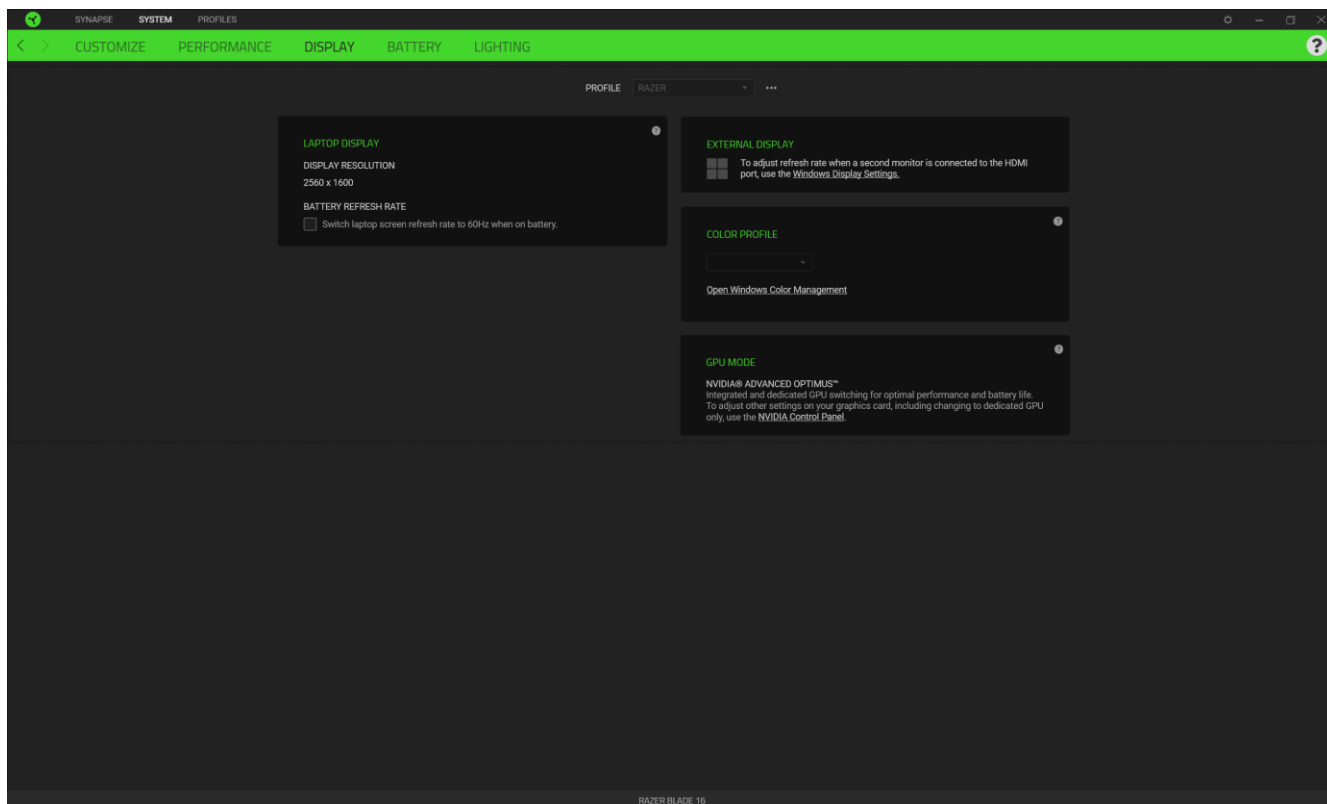 SYNAPSE SYSTEM PROFILES
CUSTOMIZE PERFORMANCE DISPLAY BATTERY LIGHTING
?
PROFILE RAZER
LAPTOP DISPLAY
?
DISPLAY RESOLUTION
2560 x 1600
BATTERY REFRESH RATE
Switch laptop screen refresh rate to 60Hz when on battery.
EXTERNAL DISPLAY
To adjust refresh rate when a second monitor is connected to the HDMI
port, use the Windows Display Settings.
?
COLOR PROFILE
Open Windows Color Management
?
GPU MODE
NVIDIA® ADVANCED OPTIMUS™
Integrated and dedicated GPU switching for optimal performance and battery life.
To adjust other settings on your graphics card, including changing to dedicated GPU
only, use the NVIDIA Control Panel.
RAZER BLADE 16